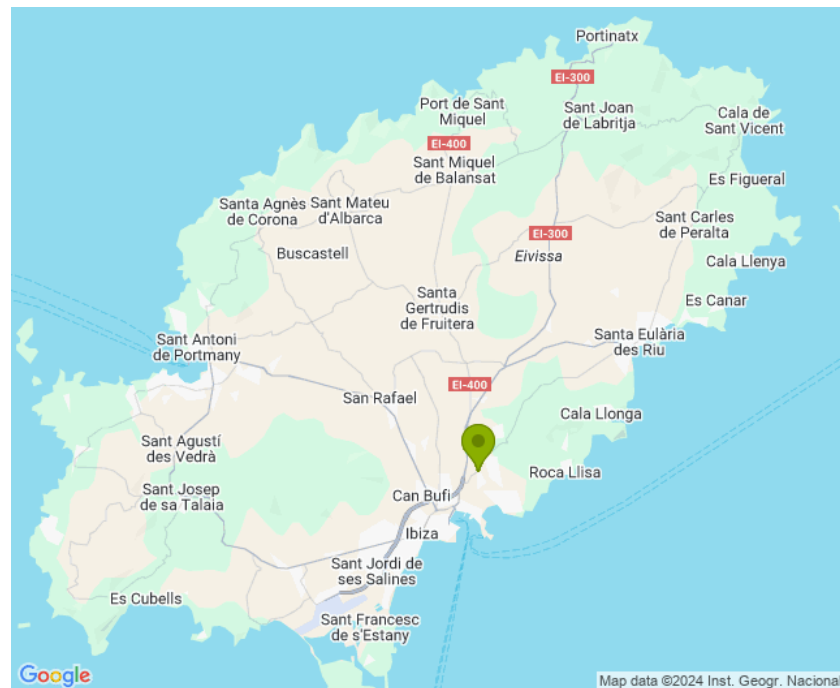 Portinatx
EI-300
Port de Sant
Miquel
Sant Joan
de Labritja
Cala de
Sant Vicent
EI-400
Sant Miquel
de Balansat
Es Figueral
Santa Agnès
de Corona
Sant Mateu
d'Albarca
Sant Carles
de Peralta
EI-300
Buscastell
Eivissa
Cala Llenya
Santa
Gertrudis
de Fruitera
Es Canar
Sant Antoni
de Portmany
Santa Eulària
des Riu
EI-400
San Rafael
Cala Llonga
Sant Agustí
des Vedrà
Roca Llisa
Sant Josep
de sa Talaia
Can Bufi
Ibiza
Sant Jordi de
ses Salines
Es Cubells
Sant Francesc
de s'Estany
Google
Map data ©2024 Inst. Geogr. Nacional